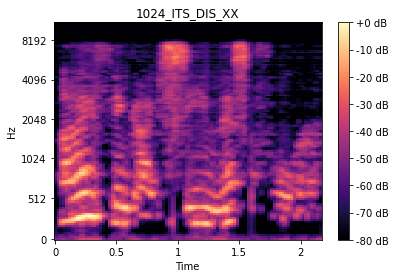 1024_ITS_DIS_XX
8192
4096
2048
1024
512
0
Hz
0
0.5
1
1.5
2
Time
+0 dB
-10 dB
-20 dB
-30 dB
-40 dB
-50 dB
-60 dB
-70 dB
-80 dB